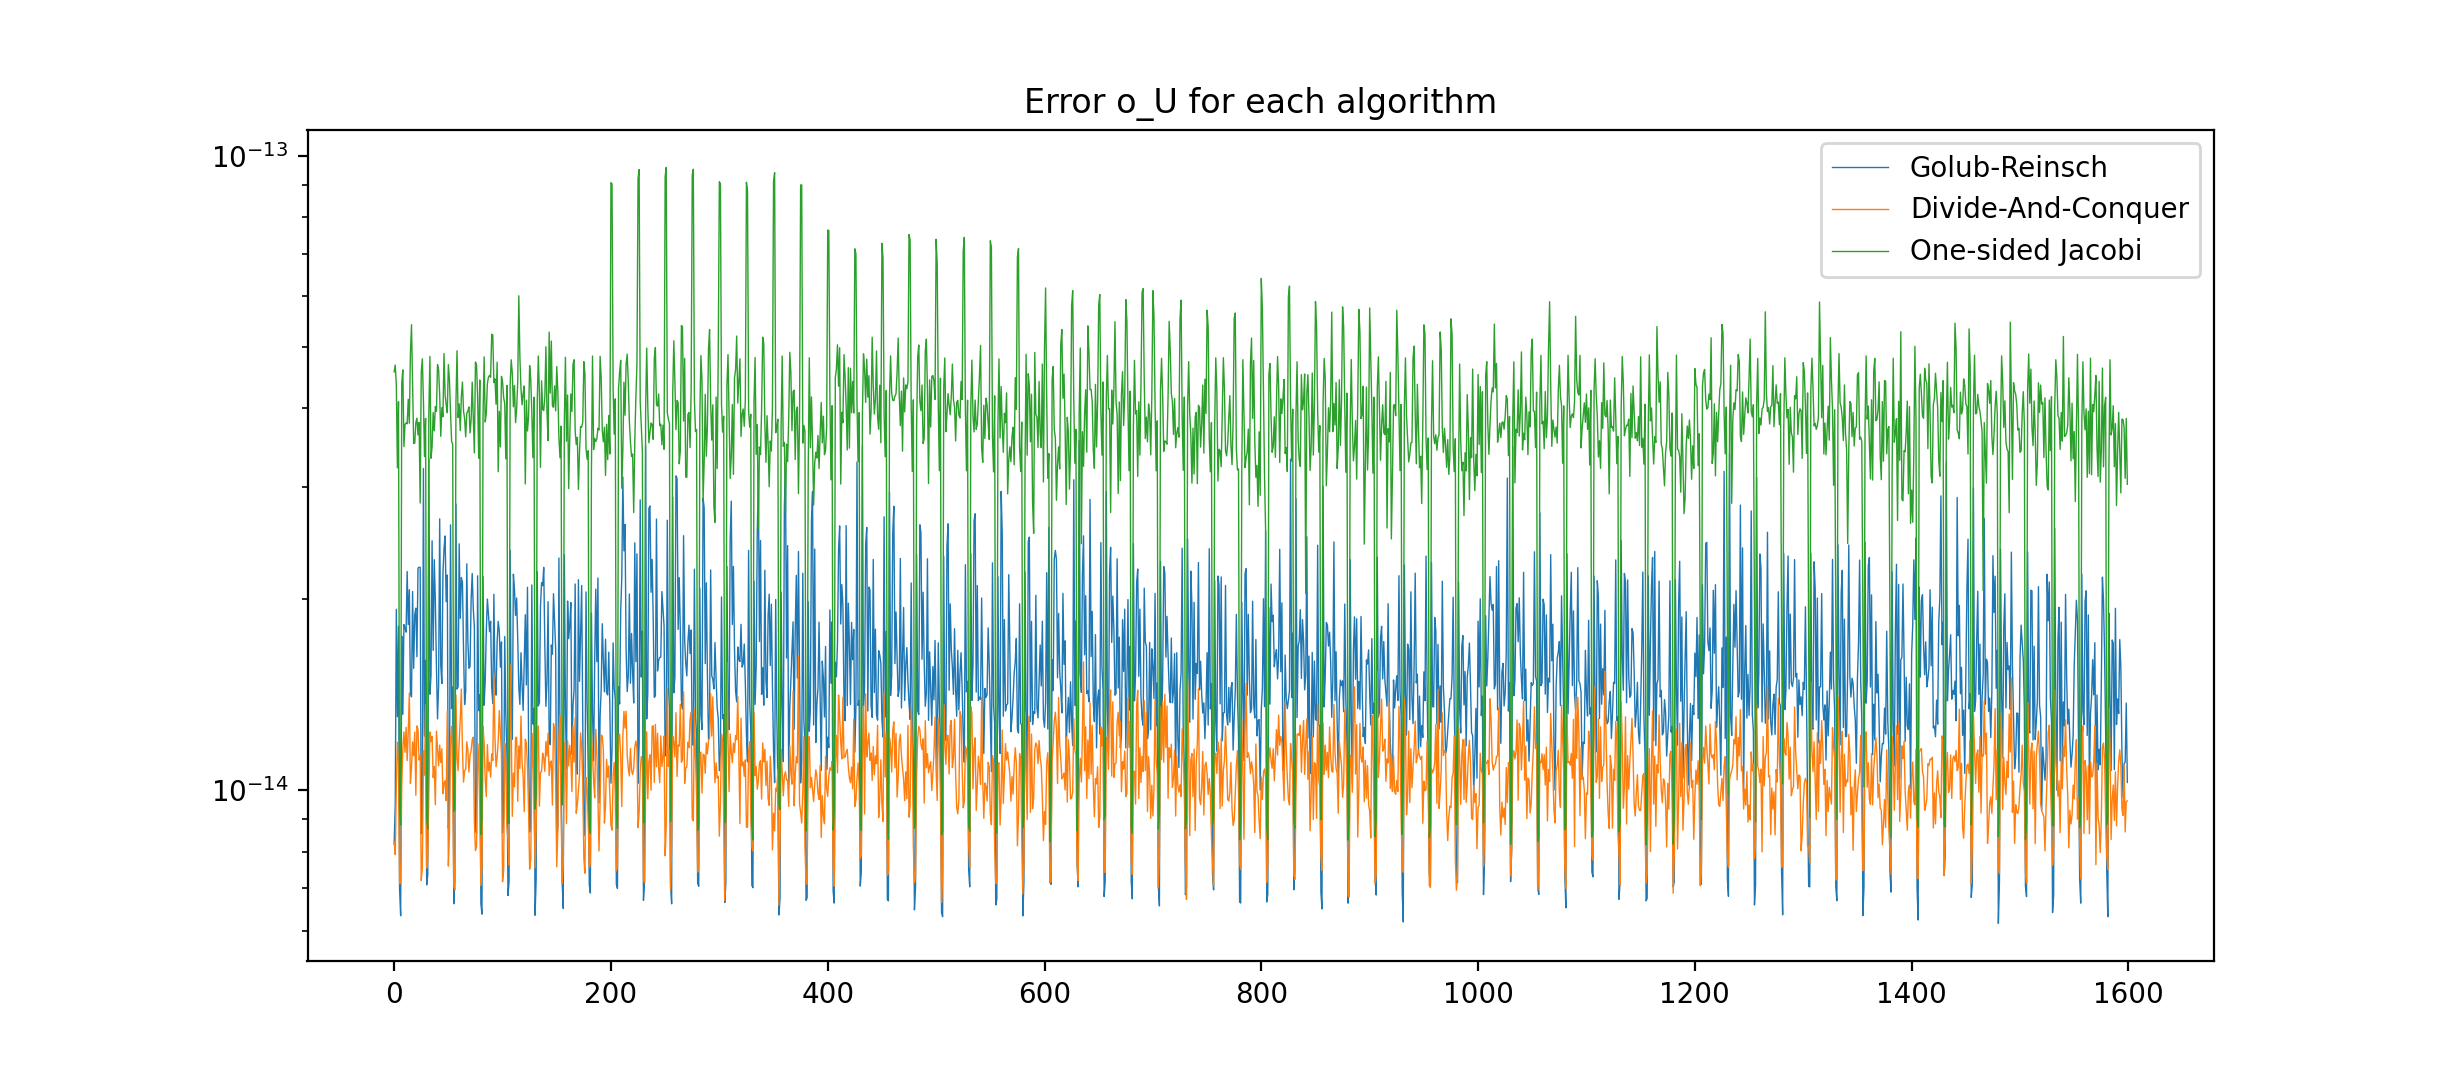 Error o_U for each algorithm
10⁻¹³
10⁻¹⁴
Golub-Reinsch
Divide-And-Conquer
One-sided Jacobi
0 200 400 600 800 1000 1200 1400 1600